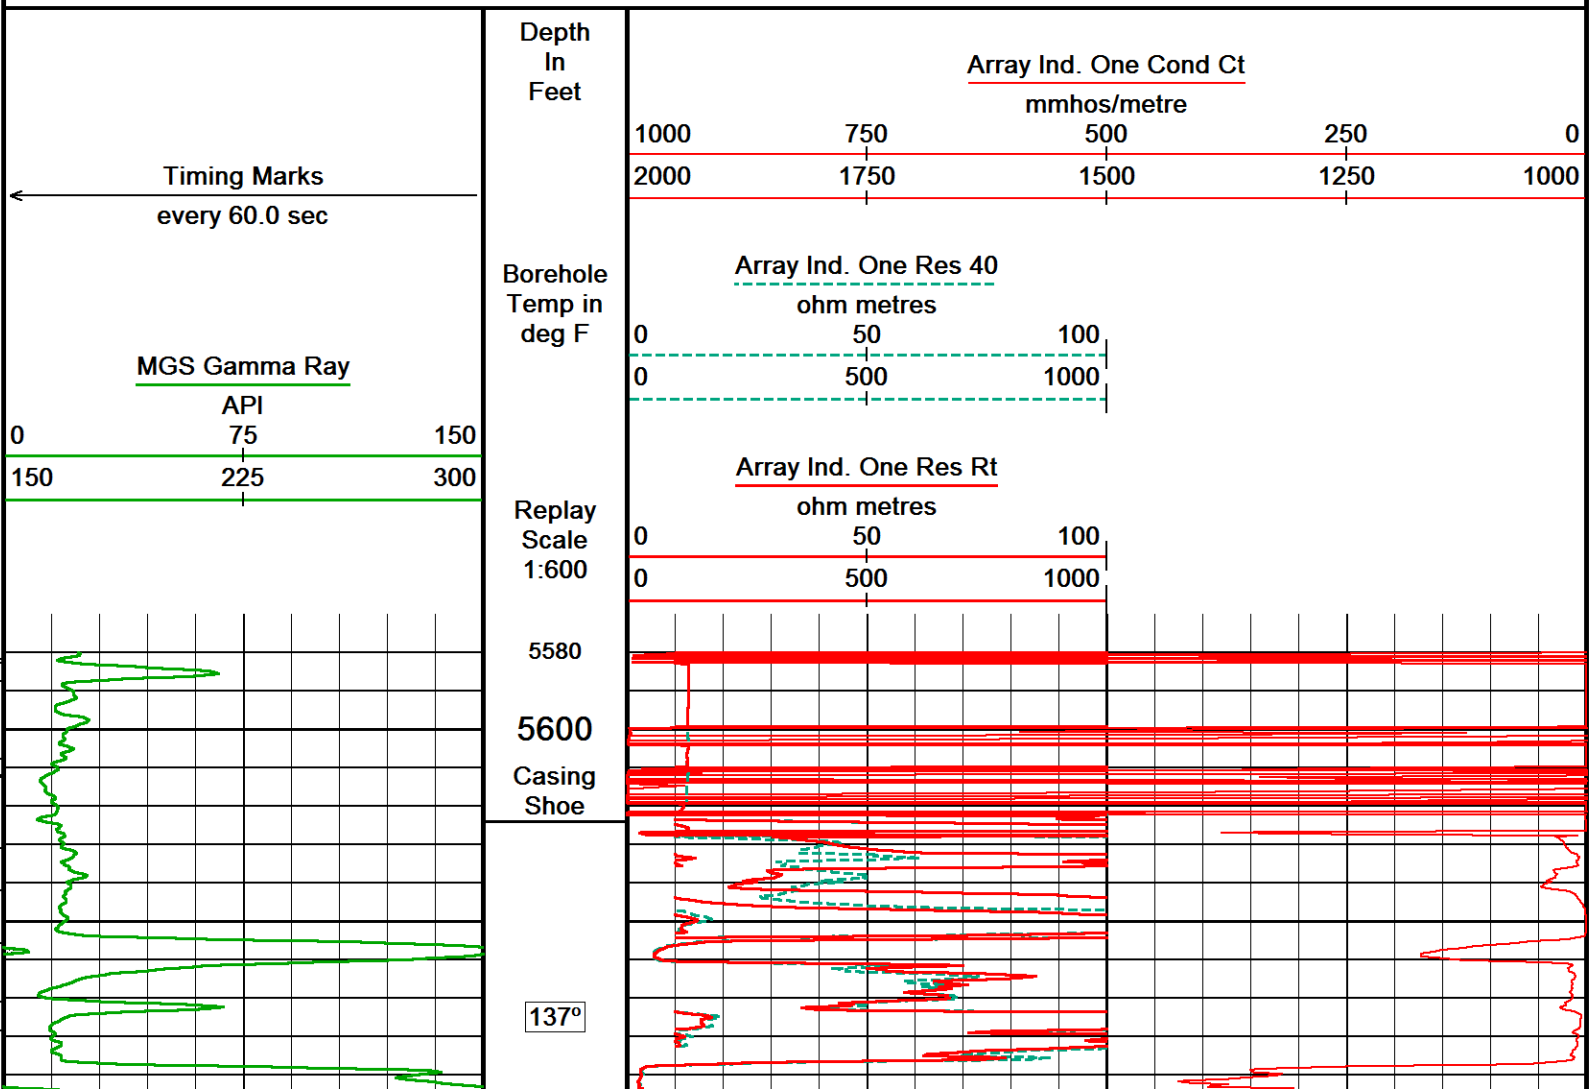 Depth
In
Feet
Array Ind. One Cond Ct
mmhos/metre
1000 750 500 250 0
2000 1750 1500 1250 1000
Timing Marks
every 60.0 sec
Borehole
Temp in
deg F
Array Ind. One Res 40
ohm metres
0 50 100
0 500 1000
MGS Gamma Ray
API
0 75 150
150 225 300
Array Ind. One Res Rt
ohm metres
0 50 100
0 500 1000
Replay
Scale
1:600
5580
5600
Casing
Shoe
137º